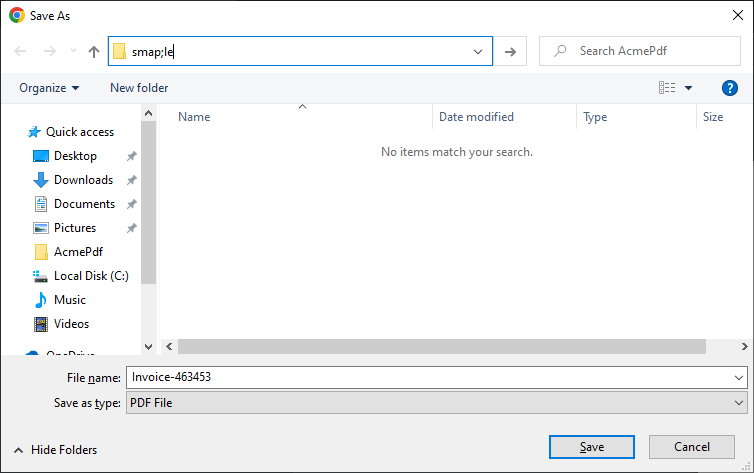 Save As
smap;le
Search AcmePdf
Organize
New folder
?
Name
Date modified
Type
Size
Quick access
Desktop
Downloads
Documents
Pictures
AcmePdf
Local Disk (C:)
Music
Videos
OneDrive
No items match your search.
File name: Invoice-463453
Save as type: PDF File
Hide Folders
Save
Cancel